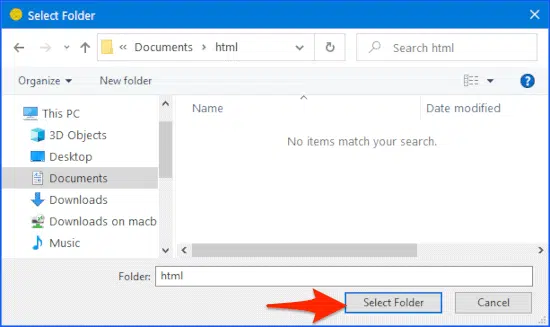 Select Folder
« Documents › html
Search html
Organize
New folder
?
Name
Date modified
This PC
3D Objects
Desktop
Documents
Downloads
Downloads on macb
Music
No items match your search.
Folder: html
Select Folder
Cancel